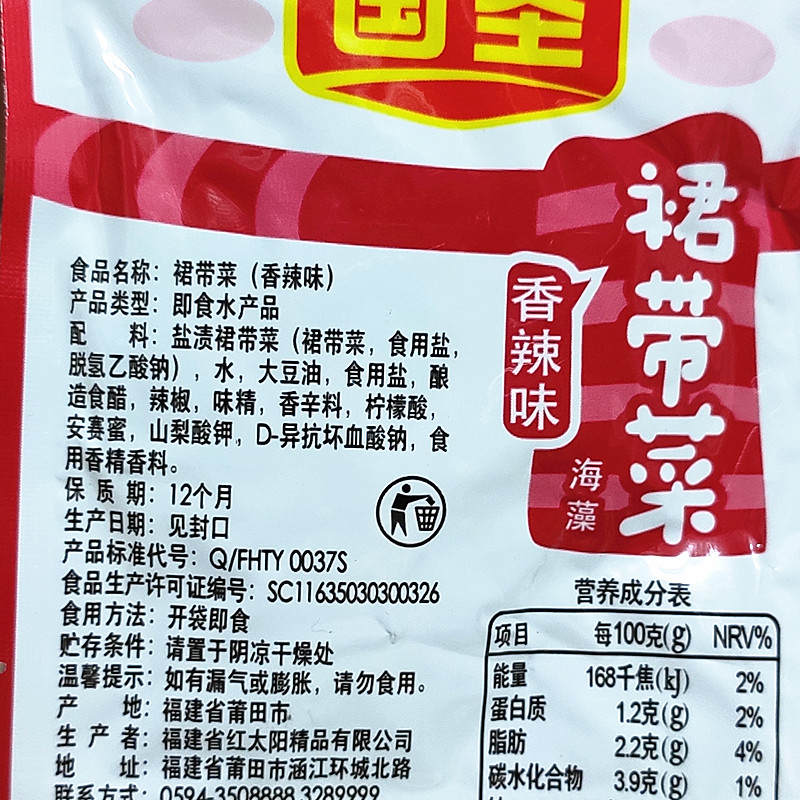 国圣
裙带菜
香辣味
海藻
食品名称：裙带菜（香辣味）
产品类型：即食水产品
配 料：盐渍裙带菜（裙带菜，食用盐，
脱氢乙酸钠），水，大豆油，食用盐，酿
造食醋，辣椒，味精，香辛料，柠檬酸，
安赛蜜，山梨酸钾，D-异抗坏血酸钠，食
用香精香料。
保 质 期：12个月
生产日期：见封口
产品标准代号：Q/FHTY 0037S
食品生产许可证编号：SC11635030300326
食用方法：开袋即食
贮存条件：请置于阴凉干燥处
温馨提示：如有漏气或膨胀，请勿食用。
产 地：福建省莆田市
生 产 者：福建省红太阳精品有限公司
地 址：福建省莆田市涵江环城北路
联系方式：0594-3508888 3289999
营养成分表
项目 每100克(g) NRV%
能量 168千焦(kJ) 2%
蛋白质 1.2克(g) 2%
脂肪 2.2克(g) 4%
碳水化合物 3.9克(g) 1%